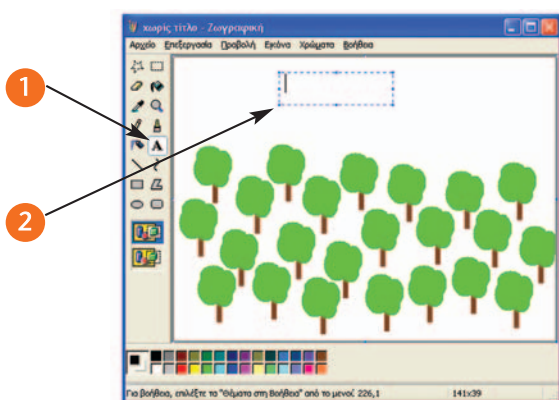 χωρίς τίτλο - Ζωγραφική
Αρχείο Επεξεργασία Προβολή Εικόνα Χρώματα Βοήθεια
1
A
2
Για βοήθεια, επιλέξτε τα "Θέματα στη Βοήθεια" από το μενού 226,1 141x39